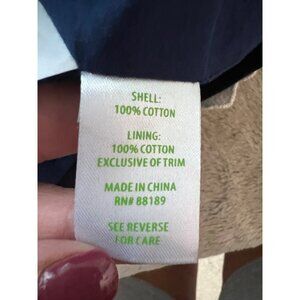 SHELL:
100% COTTON
LINING:
100% COTTON
EXCLUSIVE OF TRIM
MADE IN CHINA
RN# 88189
SEE REVERSE
FOR CARE